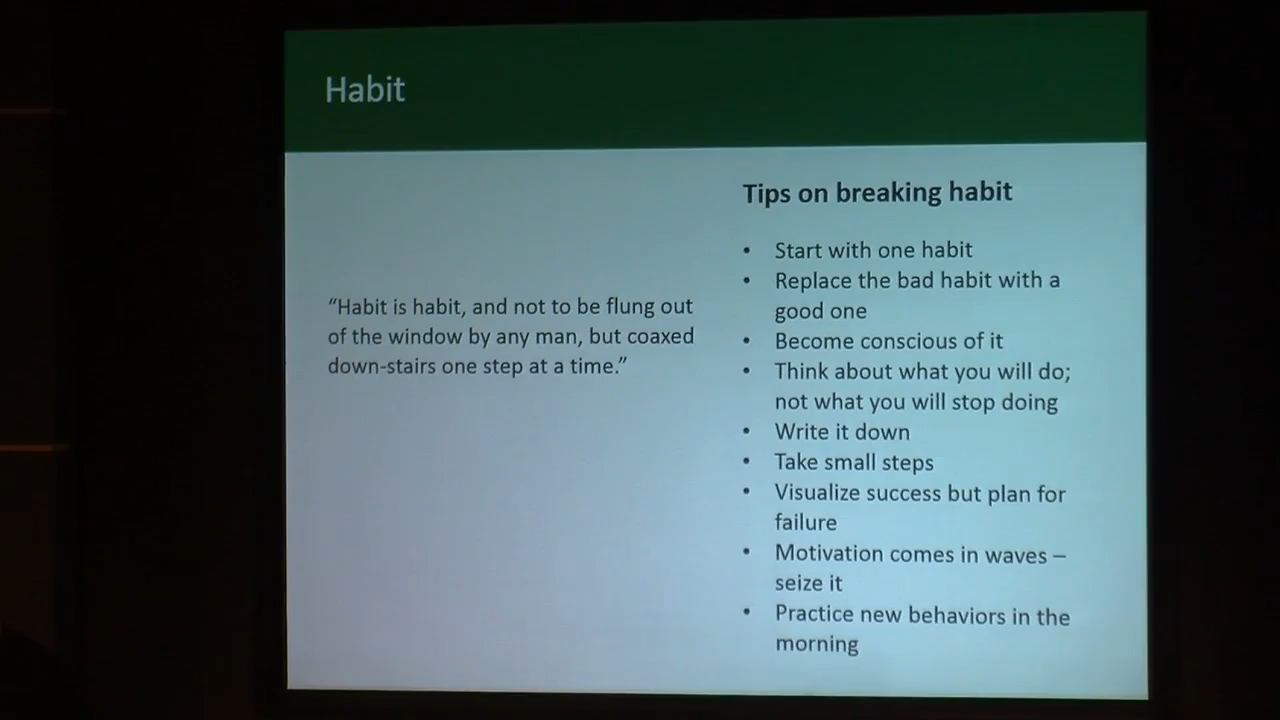 Habit
“Habit is habit, and not to be flung out
of the window by any man, but coaxed
down-stairs one step at a time.”
Tips on breaking habit
• Start with one habit
• Replace the bad habit with a
good one
• Become conscious of it
• Think about what you will do;
not what you will stop doing
• Write it down
• Take small steps
• Visualize success but plan for
failure
• Motivation comes in waves –
seize it
• Practice new behaviors in the
morning